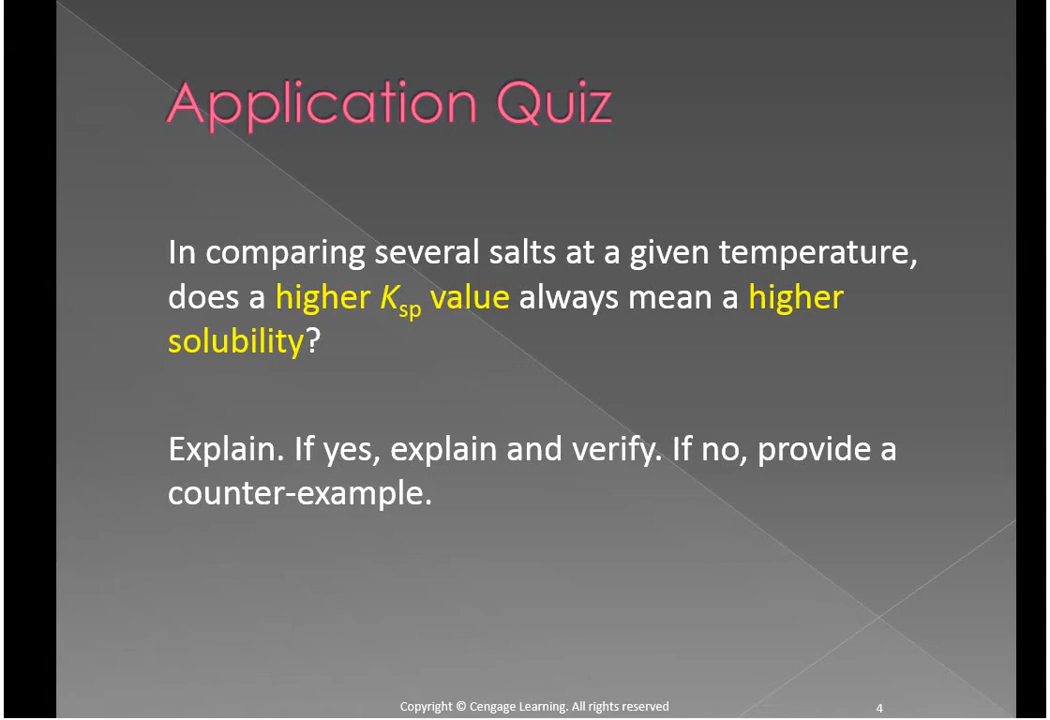 Application Quiz
In comparing several salts at a given temperature,
does a higher Ksp value always mean a higher
solubility?
Explain. If yes, explain and verify. If no, provide a
counter-example.
Copyright © Cengage Learning. All rights reserved
4